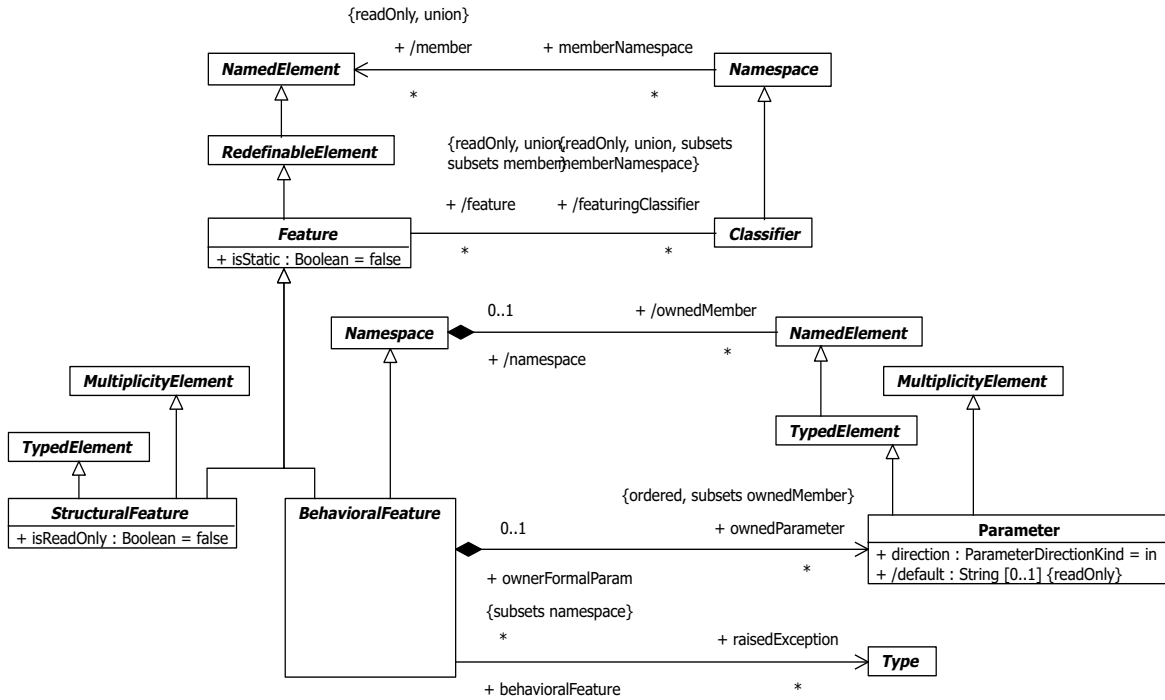 {readOnly, union}
+ /member
+ memberNamespace
NamedElement
Namespace
*
*
RedefinableElement
{readOnly, union,
subsets member}
{readOnly, union, subsets
memberNamespace}
+ /feature
+ /featuringClassifier
Feature
Classifier
+ isStatic : Boolean = false
*
*
0..1
+ /ownedMember
Namespace
NamedElement
+ /namespace
*
MultiplicityElement
MultiplicityElement
TypedElement
TypedElement
{ordered, subsets ownedMember}
StructuralFeature
+ isReadOnly : Boolean = false
BehavioralFeature
0..1
+ ownedParameter
Parameter
+ direction : ParameterDirectionKind = in
+ /default : String [0..1] {readOnly}
+ ownerFormalParam
*
{subsets namespace}
*
+ raisedException
Type
+ behavioralFeature
*